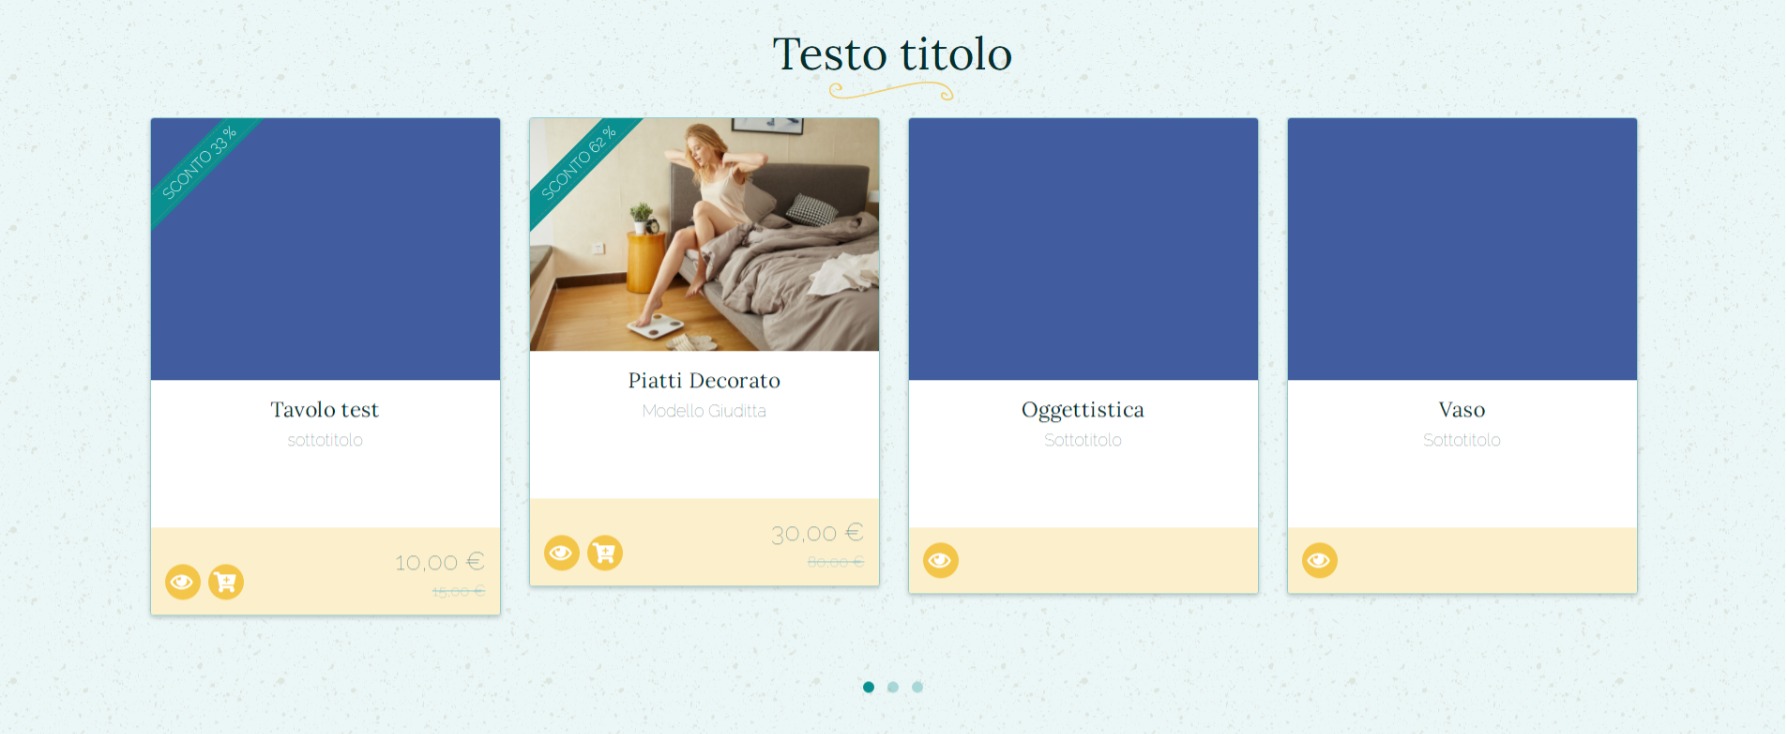 Testo titolo
SCONTO 33 %
Tavolo test
sottotitolo
10,00 €
15,00 €
SCONTO 62 %
Piatti Decorato
Modello Giuditta
30,00 €
80,00 €
Oggettistica
Sottotitolo
Vaso
Sottotitolo